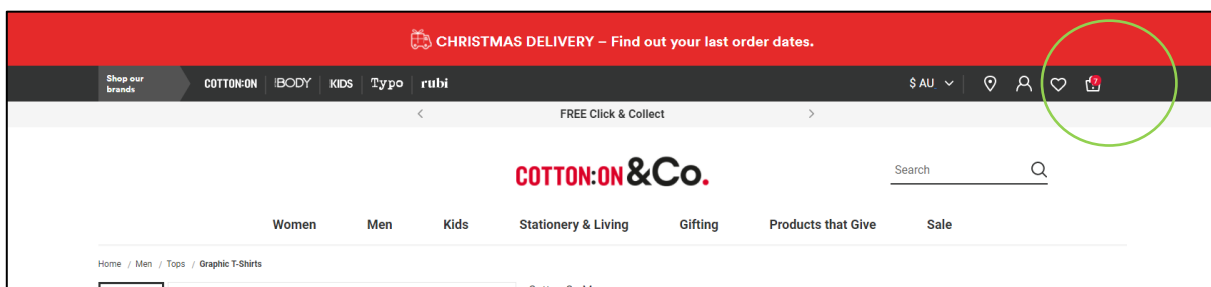 CHRISTMAS DELIVERY – Find out your last order dates.
Shop our
brands
COTTON:ON BODY KIDS Typo rubi $ AU 7
FREE Click & Collect
COTTON:ON &Co.
Search
Women Men Kids Stationery & Living Gifting Products that Give Sale
Home / Men / Tops / Graphic T-Shirts